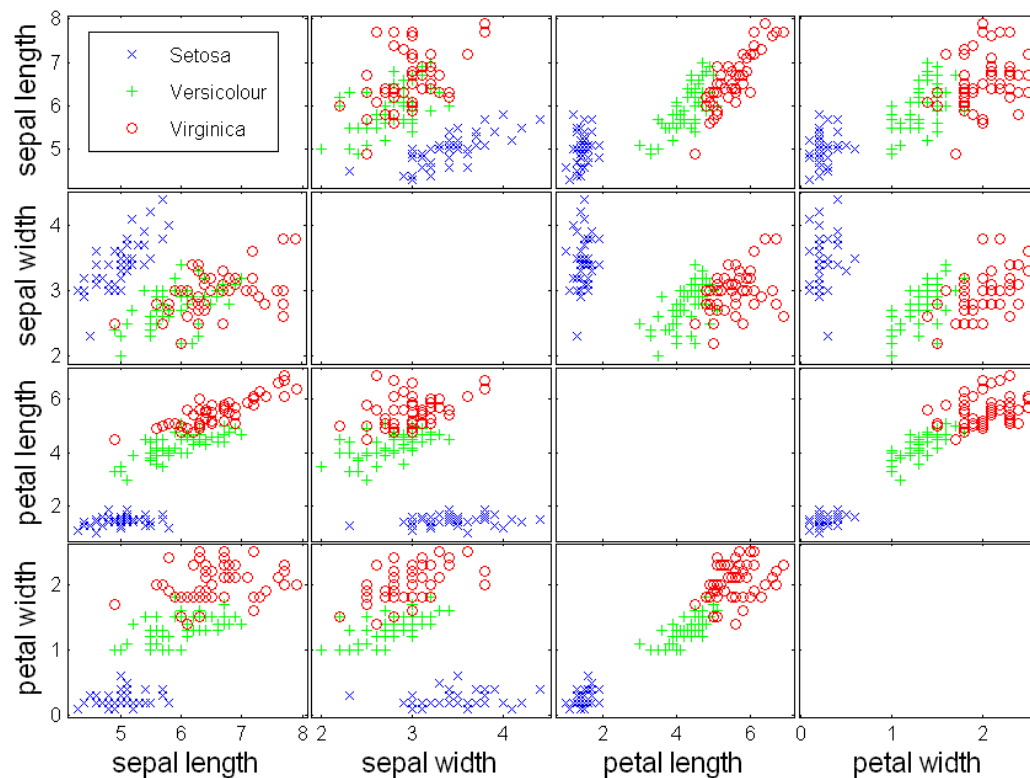 8
7
6
5
4
sepal length
Setosa
Versicolour
Virginica
4
3
2
sepal width
6
4
2
petal length
2
1
0
petal width
5 6 7 8 2 3 4 2 4 6 0 1 2
sepal length sepal width petal length petal width